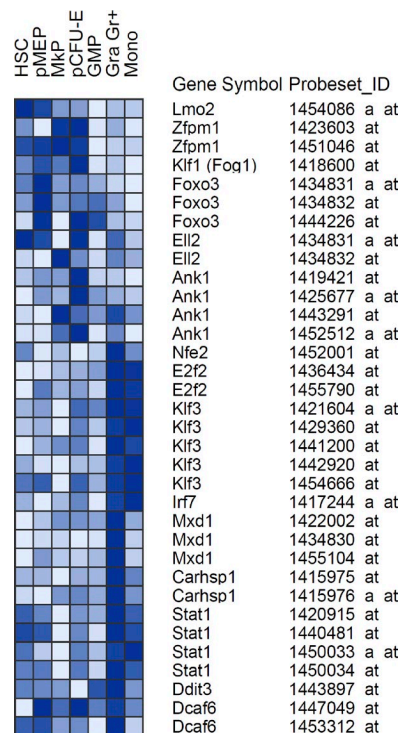 HSC
pMEP
MkP
pCFU-E
GMP
Gra Gr+
Mono
Gene Symbol Probeset_ID
Lmo2 1454086 a at
Zfpm1 1423603 at
Zfpm1 1451046 at
Klf1 (Fog1) 1418600 at
Foxo3 1434831 a at
Foxo3 1434832 at
Foxo3 1444226 at
Ell2 1434831 a at
Ell2 1434832 at
Ank1 1419421 at
Ank1 1425677 a at
Ank1 1443291 at
Ank1 1452512 a at
Nfe2 1452001 at
E2f2 1436434 at
E2f2 1455790 at
Klf3 1421604 a at
Klf3 1429360 at
Klf3 1441200 at
Klf3 1442920 at
Klf3 1454666 at
Irf7 1417244 a at
Mxd1 1422002 at
Mxd1 1434830 at
Mxd1 1455104 at
Carhsp1 1415975 at
Carhsp1 1415976 a at
Stat1 1420915 at
Stat1 1440481 at
Stat1 1450033 a at
Stat1 1450034 at
Ddit3 1443897 at
Dcaf6 1447049 at
Dcaf6 1453312 at